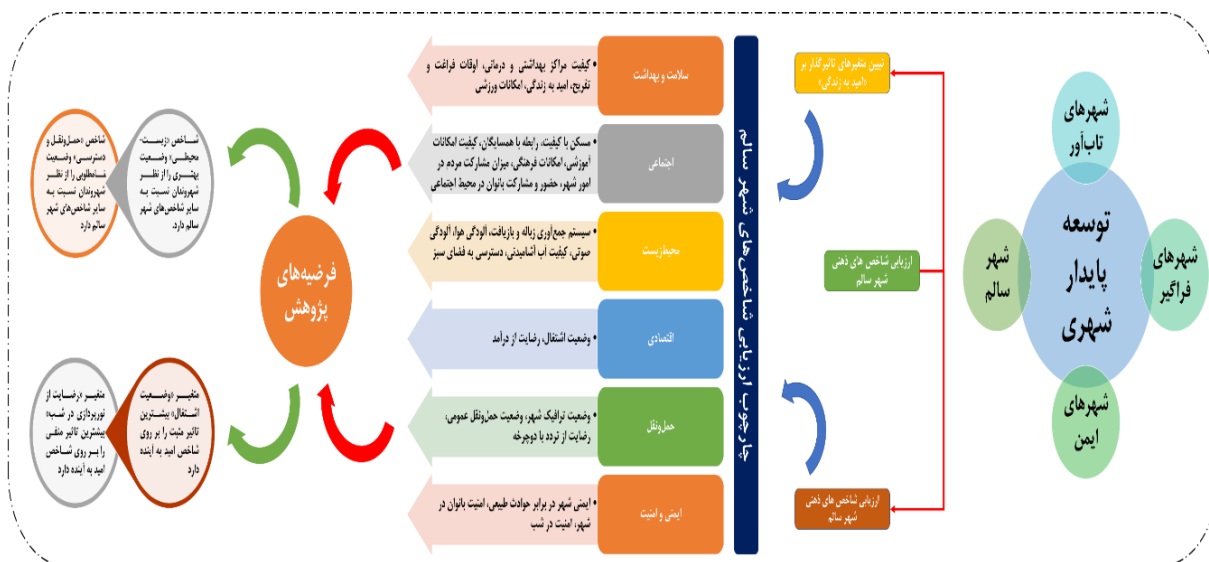 شهرهای
تاب‌آور
توسعه
پایدار
شهری
شهرهای
فراگیر
شهر
سالم
شهرهای
ایمن
تبیین متغیرهای تاثیرگذار بر
«امید به زندگی»
ارزیابی شاخص های ذهنی
شهر سالم
ارزیابی شاخص های ذهنی
شهر سالم
چارچوب ارزیابی شاخص‌های شهر سالم
سلامت و بهداشت
• کیفیت مراکز بهداشتی و درمانی، اوقات فراغت و
تفریح، امید به زندگی، امکانات ورزشی
اجتماعی
• مسکن با کیفیت، رابطه با همسایگان، کیفیت امکانات
آموزشی، امکانات فرهنگی، میزان مشارکت مردم در
امور شهر، حضور و مشارکت بانوان در محیط اجتماعی
محیط‌زیست
• سیستم جمع‌آوری زباله و بازیافت، آلودگی هوا، آلودگی
صوتی، کیفیت آب آشامیدنی، دسترسی به فضای سبز
اقتصادی
• وضعیت اشتغال، رضایت از درآمد
حمل‌ونقل
• وضعیت ترافیک شهر، وضعیت حمل‌ونقل عمومی،
رضایت از تردد با دوچرخه
ایمنی و امنیت
• ایمنی شهر در برابر حوادث طبیعی، امنیت بانوان در
شهر، امنیت در شب
فرضیه‌های
پژوهش
شاخص «زیست-
محیطی» وضعیت
بهتری را از نظر
شهروندان نسبت به
سایر شاخص‌های شهر
سالم دارد.
شاخص «حمل‌ونقل و
دسترسی» وضعیت
نامطلوبی را از نظر
شهروندان نسبت به
سایر شاخص‌های شهر
سالم دارد
متغیر «وضعیت
اشتغال» بیشترین
تاثیر مثبت را بر روی
شاخص امید به آینده
دارد
متغیر «رضایت از
نورپردازی در شب»
بیشترین تاثیر منفی
را بر روی شاخص
امید به آینده دارد